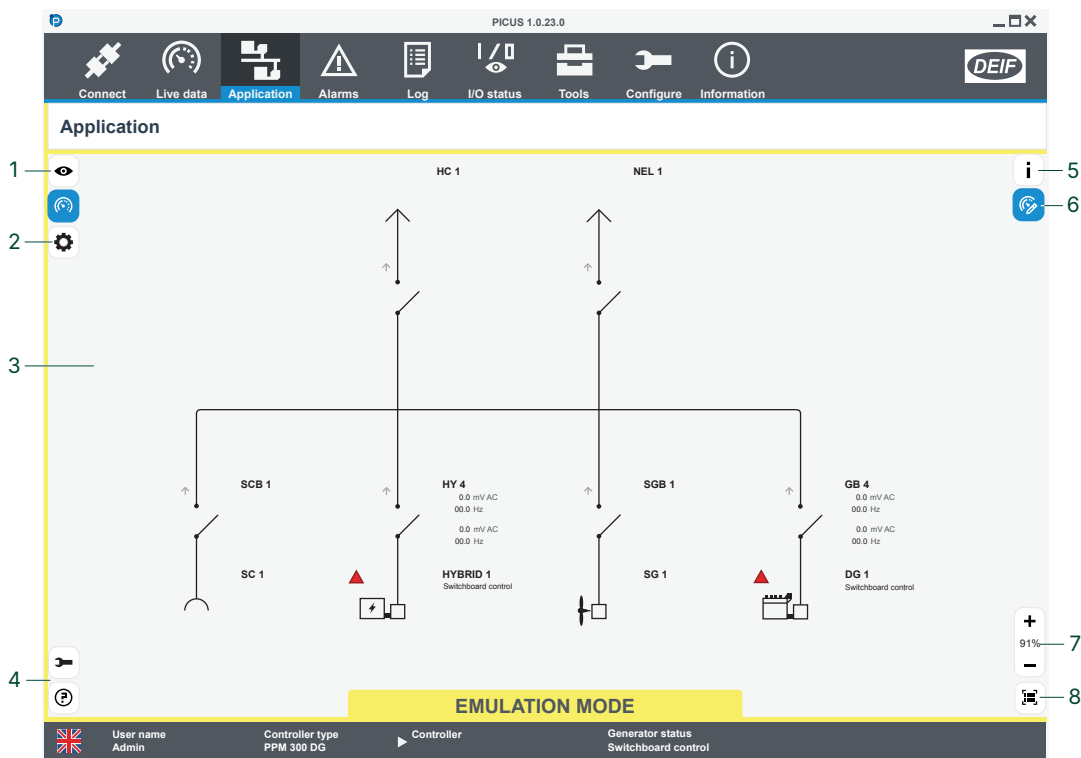 PICUS 1.0.23.0
Connect
Live data
Application
Alarms
Log
I/O status
Tools
Configure
Information
DEIF
Application
1
2
3
4
5
6
7
8
HC 1
NEL 1
SCB 1
HY 4
0.0 mV AC
00.0 Hz
0.0 mV AC
00.0 Hz
SGB 1
GB 4
0.0 mV AC
00.0 Hz
0.0 mV AC
00.0 Hz
SC 1
HYBRID 1
Switchboard control
SG 1
DG 1
Switchboard control
91%
EMULATION MODE
User name
Admin
Controller type
PPM 300 DG
Controller
Generator status
Switchboard control